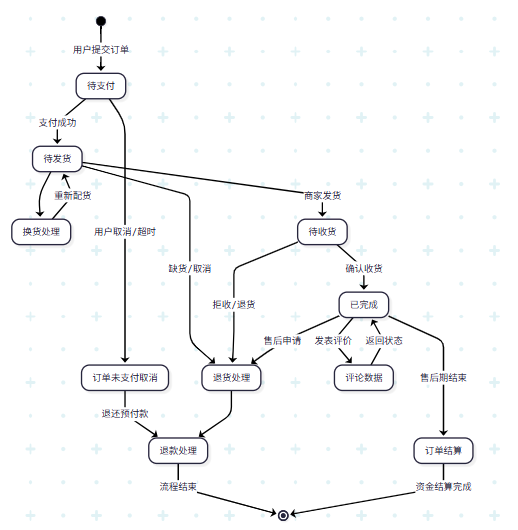 用户提交订单
待支付
支付成功
待发货
重新配货
商家发货
换货处理
用户取消/超时
待收货
缺货/取消
确认收货
拒收/退货
已完成
售后申请
发表评价
返回状态
订单未支付取消
退货处理
评论数据
售后期结束
退还预付款
退款处理
订单结算
流程结束
资金结算完成